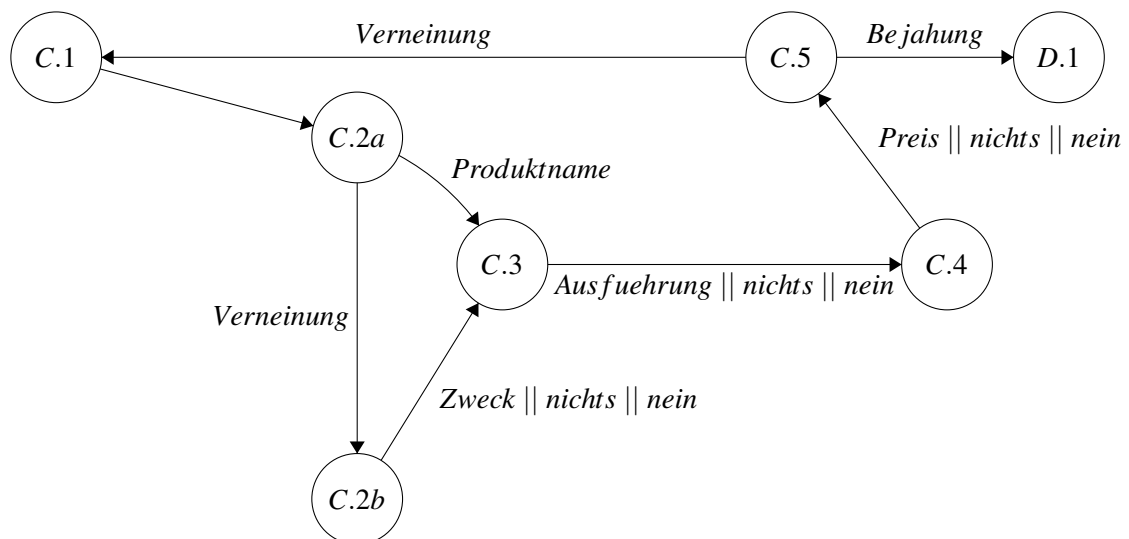 Verneinung
Bejahung
C.1
C.5
D.1
C.2a
Preis || nichts || nein
Produktname
C.3
C.4
Ausfuehrung || nichts || nein
Verneinung
Zweck || nichts || nein
C.2b